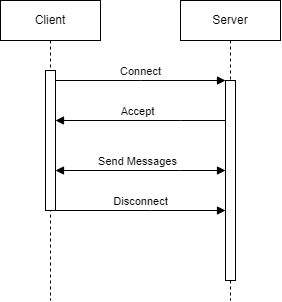 Client
Server
Connect
Accept
Send Messages
Disconnect